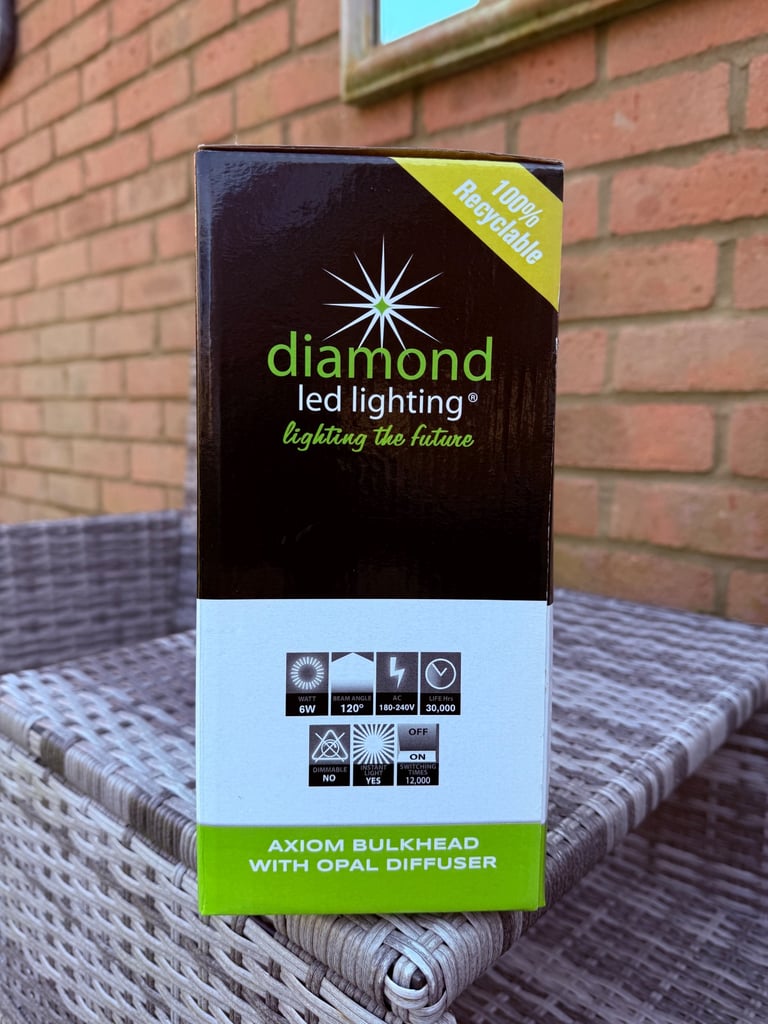 100%
Recyclable
diamond
led lighting®
lighting the future
WATT
6W
BEAM ANGLE
120°
AC
180-240V
LIFE Hrs
30,000
DIMMABLE
NO
INSTANT
LIGHT
YES
OFF
ON
SWITCHING
TIMES
12,000
AXIOM BULKHEAD
WITH OPAL DIFFUSER